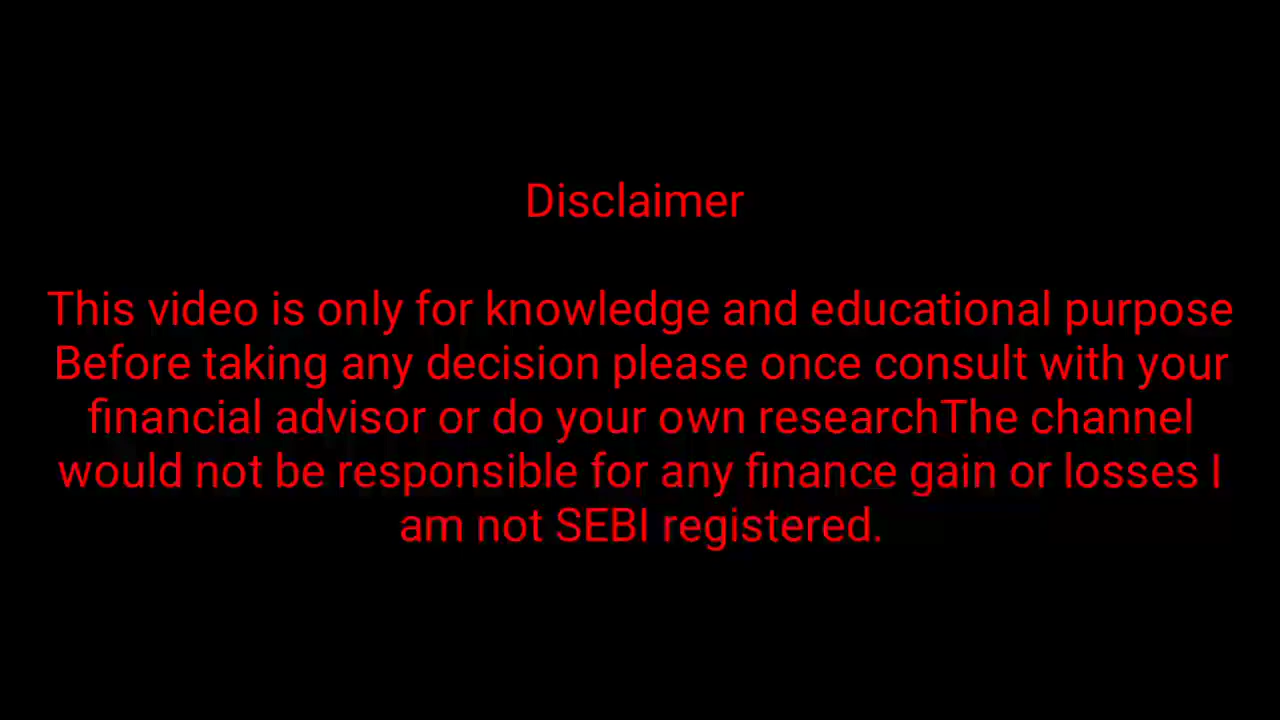 Disclaimer
This video is only for knowledge and educational purpose
Before taking any decision please once consult with your
financial advisor or do your own researchThe channel
would not be responsible for any finance gain or losses I
am not SEBI registered.